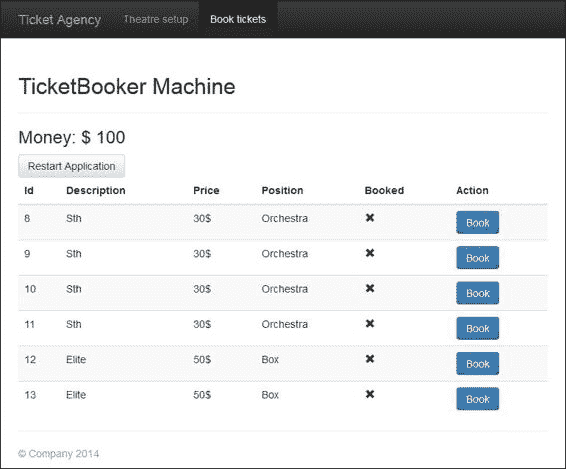 Ticket Agency Theatre setup Book tickets
TicketBooker Machine
Money: $ 100
Restart Application
Id Description Price Position Booked Action
8 Sth 30$ Orchestra ✖ Book
9 Sth 30$ Orchestra ✖ Book
10 Sth 30$ Orchestra ✖ Book
11 Sth 30$ Orchestra ✖ Book
12 Elite 50$ Box ✖ Book
13 Elite 50$ Box ✖ Book
© Company 2014